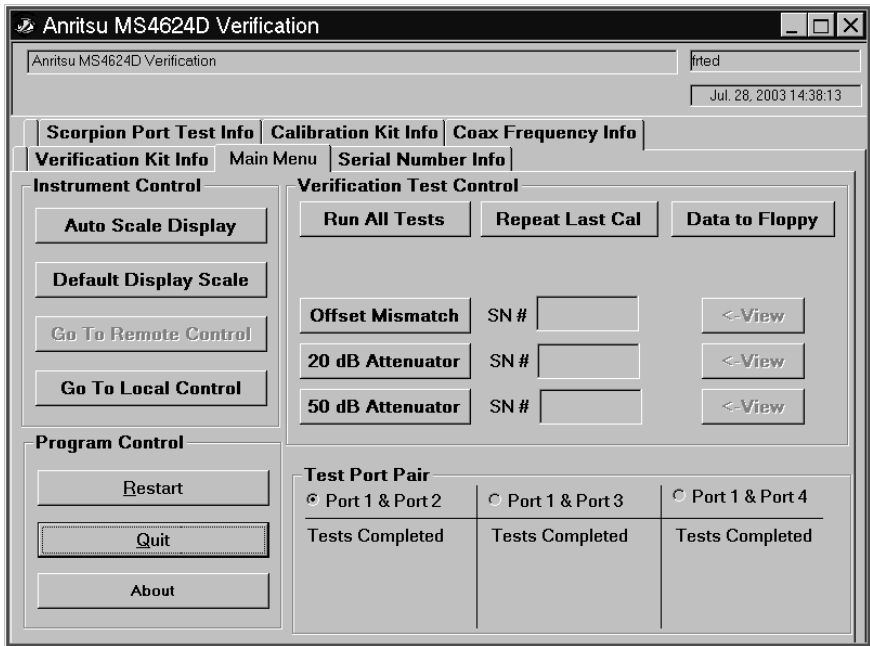 Anritsu MS4624D Verification
Anritsu MS4624D Verification
frted
Jul. 28, 2003 14:38:13
Scorpion Port Test Info Calibration Kit Info Coax Frequency Info
Verification Kit Info Main Menu Serial Number Info
Instrument Control
Auto Scale Display
Default Display Scale
Go To Remote Control
Go To Local Control
Program Control
Restart
Quit
About
Verification Test Control
Run All Tests Repeat Last Cal Data to Floppy
Offset Mismatch SN # <-View
20 dB Attenuator SN # <-View
50 dB Attenuator SN # <-View
Test Port Pair
Port 1 & Port 2 Port 1 & Port 3 Port 1 & Port 4
Tests Completed Tests Completed Tests Completed